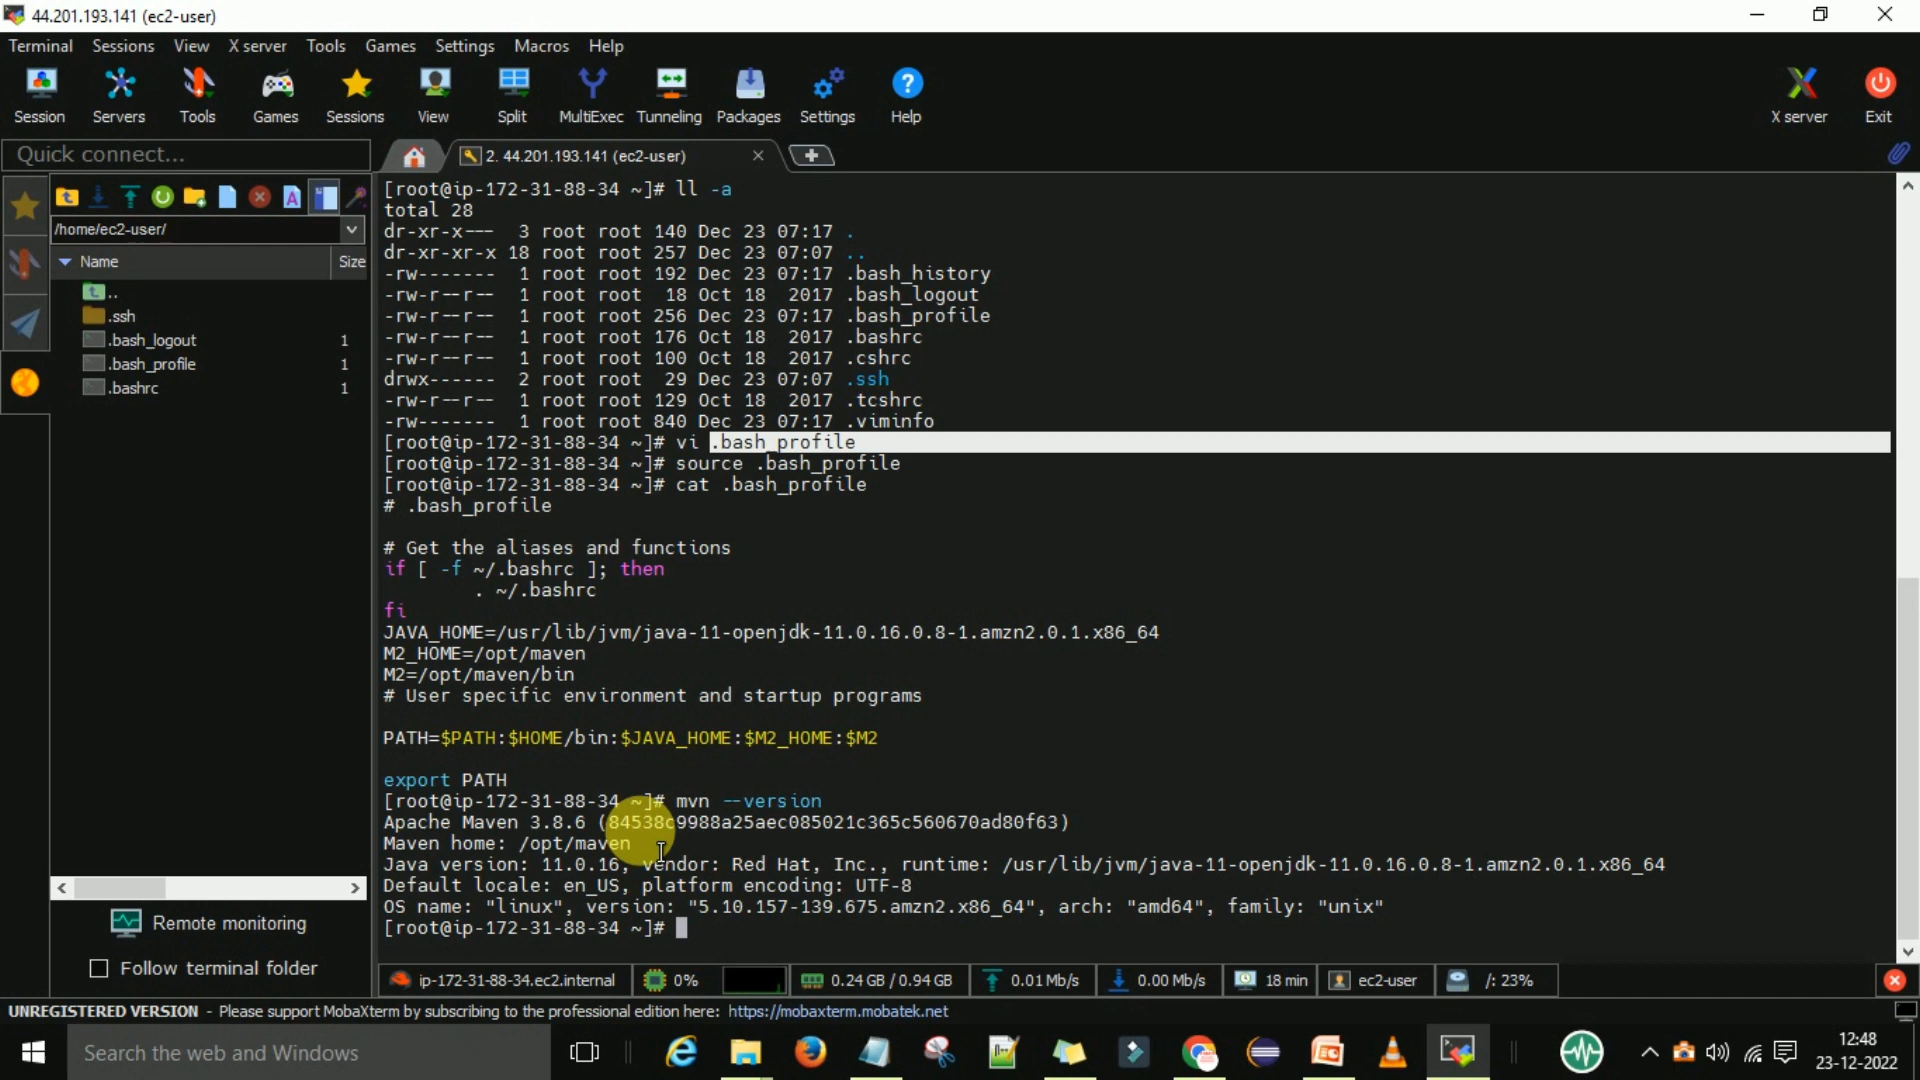 44.201.193.141 (ec2-user)
Terminal Sessions View X server Tools Games Settings Macros Help
Session Servers Tools Games Sessions View Split MultiExec Tunneling Packages Settings Help X server Exit
Quick connect...
2. 44.201.193.141 (ec2-user)
/home/ec2-user/
Name Size
..
.ssh
.bash_logout 1
.bash_profile 1
.bashrc 1
Remote monitoring
Follow terminal folder
[root@ip-172-31-88-34 ~]# ll -a
total 28
dr-xr-x--- 3 root root 140 Dec 23 07:17 .
dr-xr-xr-x 18 root root 257 Dec 23 07:07 ..
-rw------- 1 root root 192 Dec 23 07:17 .bash_history
-rw-r--r-- 1 root root 18 Oct 18 2017 .bash_logout
-rw-r--r-- 1 root root 256 Dec 23 07:17 .bash_profile
-rw-r--r-- 1 root root 176 Oct 18 2017 .bashrc
-rw-r--r-- 1 root root 100 Oct 18 2017 .cshrc
drwx------ 2 root root 29 Dec 23 07:07 .ssh
-rw-r--r-- 1 root root 129 Oct 18 2017 .tcshrc
-rw------- 1 root root 840 Dec 23 07:17 .viminfo
[root@ip-172-31-88-34 ~]# vi .bash_profile
[root@ip-172-31-88-34 ~]# source .bash_profile
[root@ip-172-31-88-34 ~]# cat .bash_profile
# .bash_profile
# Get the aliases and functions
if [ -f ~/.bashrc ]; then
. ~/.bashrc
fi
JAVA_HOME=/usr/lib/jvm/java-11-openjdk-11.0.16.0.8-1.amzn2.0.1.x86_64
M2_HOME=/opt/maven
M2=/opt/maven/bin
# User specific environment and startup programs
PATH=$PATH:$HOME/bin:$JAVA_HOME:$M2_HOME:$M2
export PATH
[root@ip-172-31-88-34 ~]# mvn --version
Apache Maven 3.8.6 (84538c9988a25aec085021c365c560670ad80f63)
Maven home: /opt/maven
Java version: 11.0.16, vendor: Red Hat, Inc., runtime: /usr/lib/jvm/java-11-openjdk-11.0.16.0.8-1.amzn2.0.1.x86_64
Default locale: en_US, platform encoding: UTF-8
OS name: "linux", version: "5.10.157-139.675.amzn2.x86_64", arch: "amd64", family: "unix"
[root@ip-172-31-88-34 ~]#
ip-172-31-88-34.ec2.internal 0% 0.24 GB / 0.94 GB 0.01 Mb/s 0.00 Mb/s 18 min ec2-user /: 23%
UNREGISTERED VERSION - Please support MobaXterm by subscribing to the professional edition here: https://mobaxterm.mobatek.net
Search the web and Windows
12:48
23-12-2022